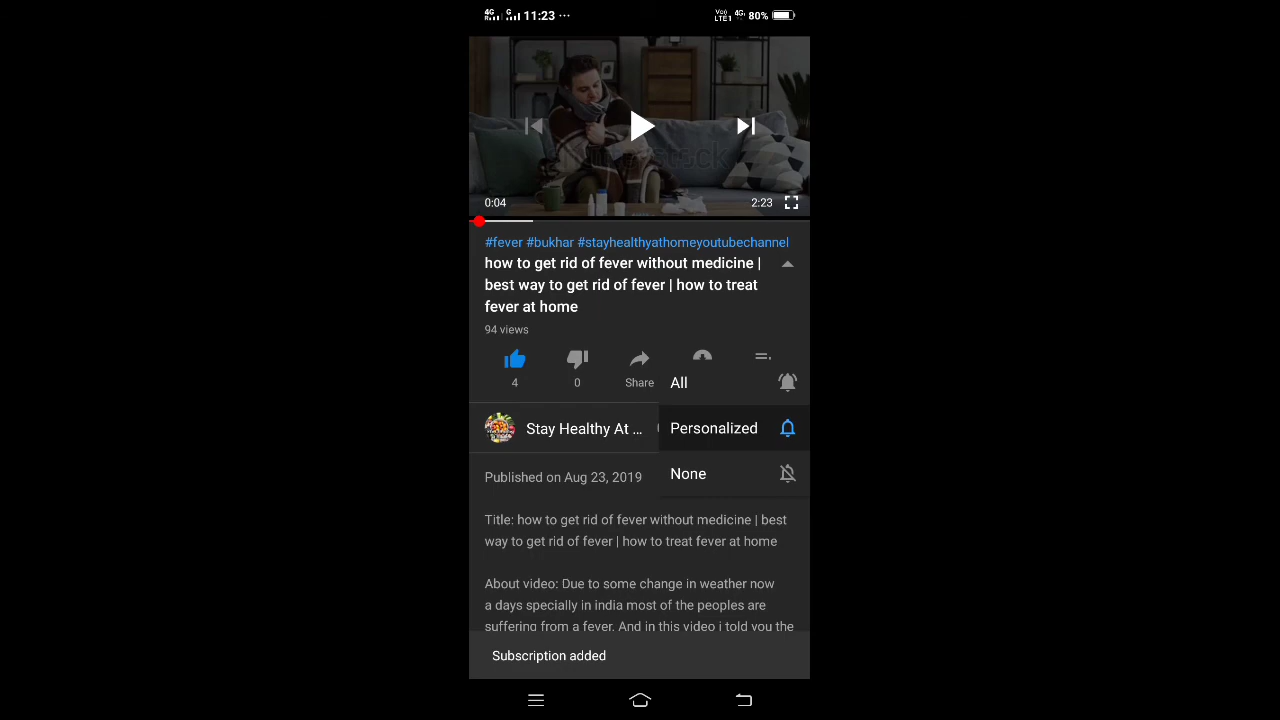 11:23 ... 80%
0:04 2:23
#fever #bukhar #stayhealthyathomeyoutubechannel
how to get rid of fever without medicine |
best way to get rid of fever | how to treat
fever at home
94 views
4 0 Share
All
Stay Healthy At ... Personalized
None
Published on Aug 23, 2019
Title: how to get rid of fever without medicine | best
way to get rid of fever | how to treat fever at home
About video: Due to some change in weather now
a days specially in india most of the peoples are
suffering from a fever. And in this video i told you the
Subscription added